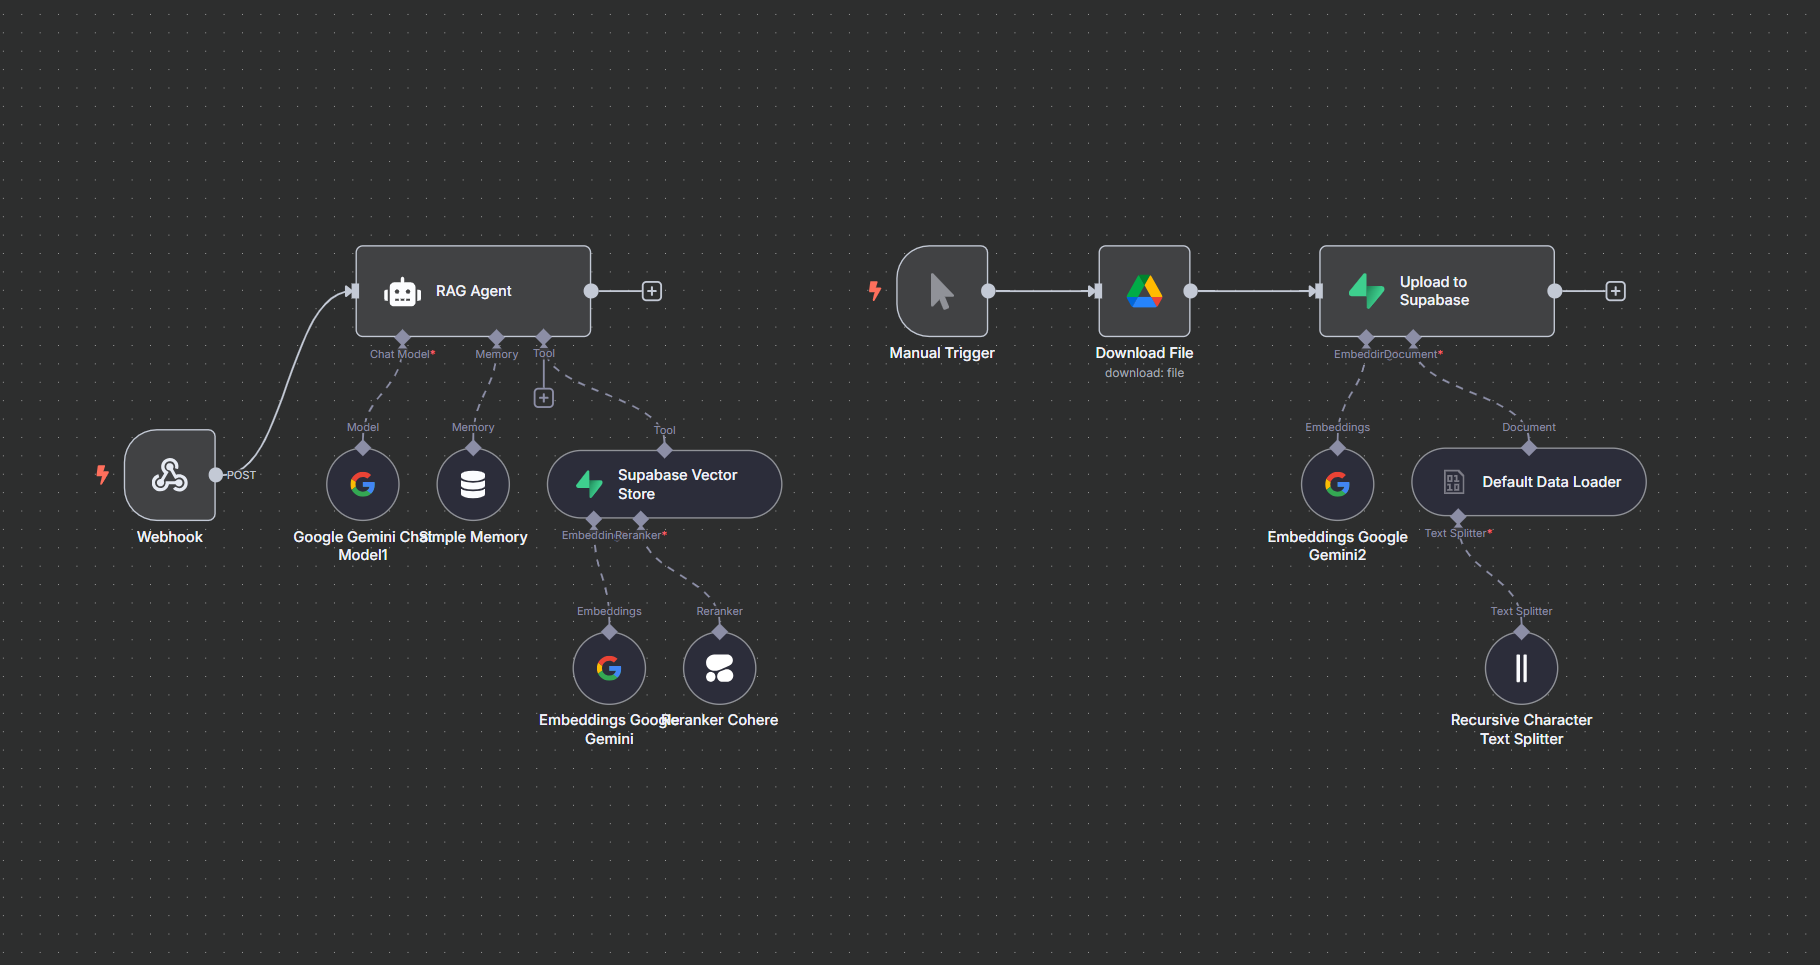 RAG Agent
Chat Model*
Memory
Tool
Model
Memory
Tool
POST
Webhook
Google Gemini Chat
Model1
Simple Memory
Supabase Vector
Store
Embedding
Reranker*
Embeddings
Reranker
Embeddings Google
Gemini
Reranker Cohere
Manual Trigger
Download File
download: file
Upload to
Supabase
Embedding
Document*
Embeddings
Document
Embeddings Google
Gemini2
Default Data Loader
Text Splitter*
Text Splitter
Recursive Character
Text Splitter